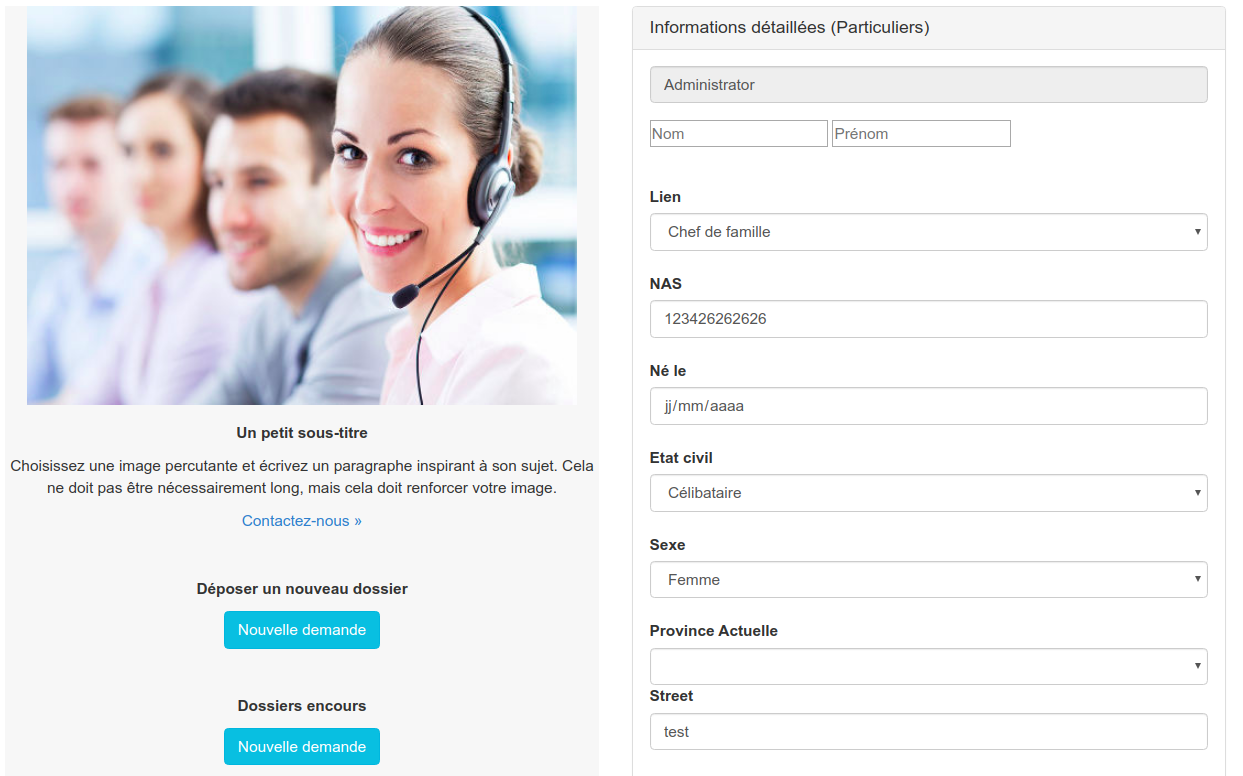 Un petit sous-titre
Choisissez une image percutante et écrivez un paragraphe inspirant à son sujet. Cela
ne doit pas être nécessairement long, mais cela doit renforcer votre image.
Contactez-nous »
Déposer un nouveau dossier
Nouvelle demande
Dossiers encours
Nouvelle demande
Informations détaillées (Particuliers)
Administrator
Nom Prénom
Lien
Chef de famille
NAS
123426262626
Né le
jj/mm/aaaa
Etat civil
Célibataire
Sexe
Femme
Province Actuelle
Street
test